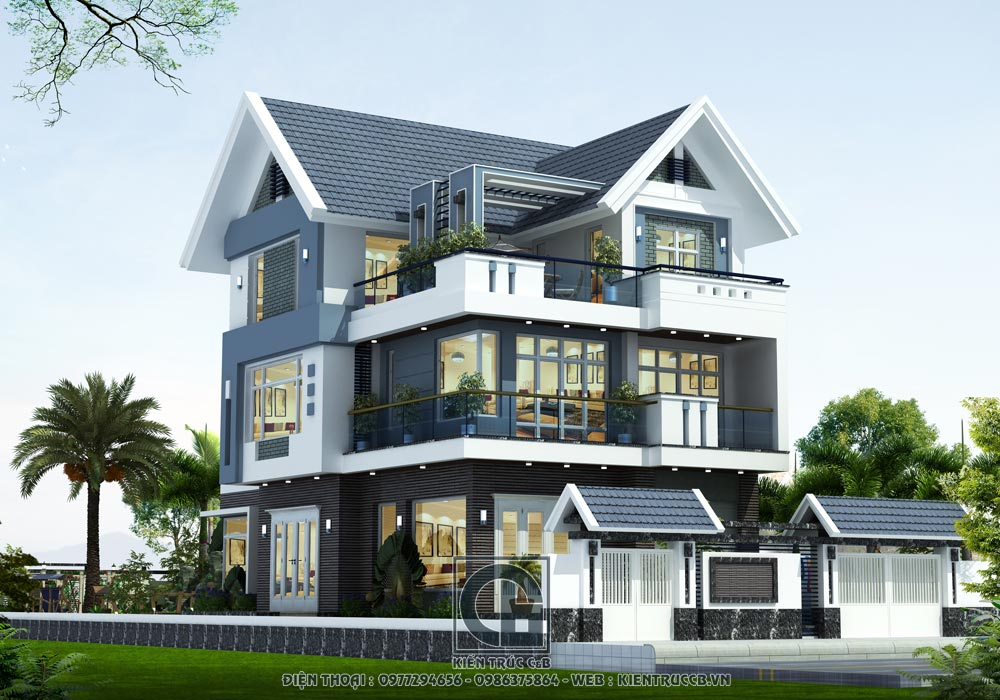 KIẾN TRÚC C&B
ĐIỆN THOẠI : 0977294656 - 0986375864 - WEB : KIENTRUCCB.VN